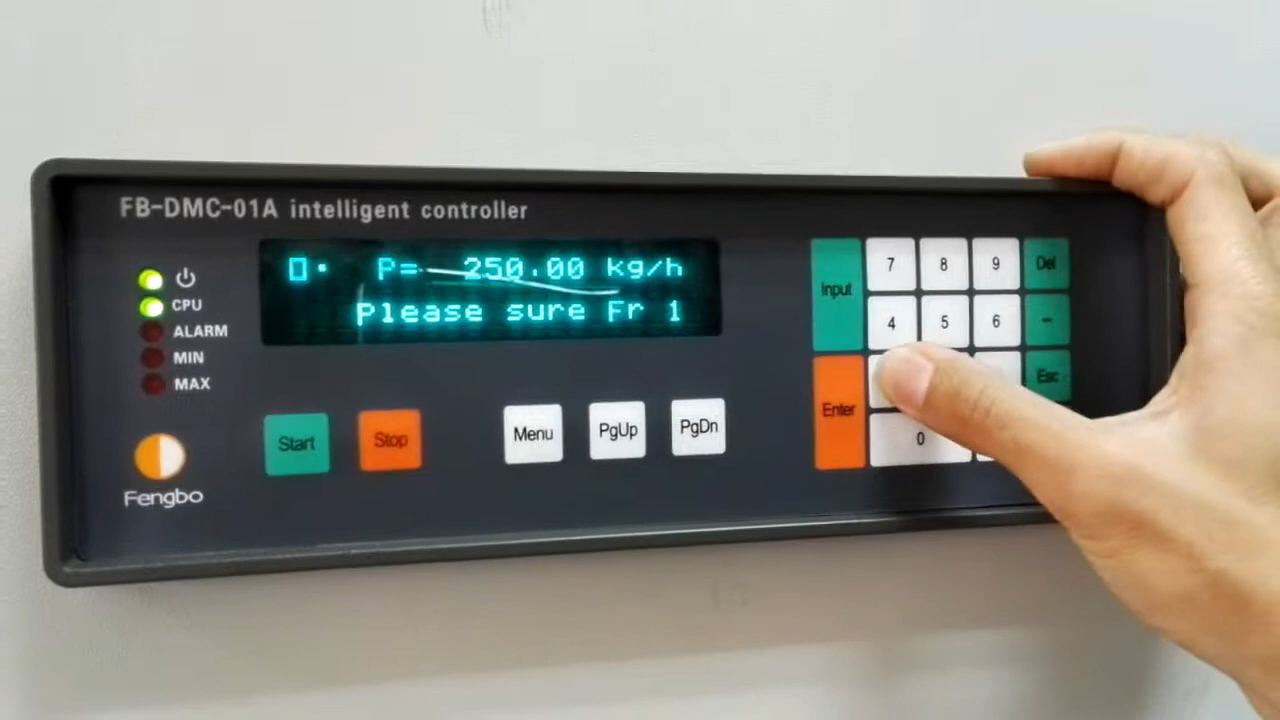 FB-DMC-01A intelligent controller
P= 250.00 kg/h
Please sure Fr 1
CPU
ALARM
MIN
MAX
Fengbo
Start
Stop
Menu
PgUp
PgDn
Input
7
8
9
Del
4
5
6
-
Esc
Enter
0